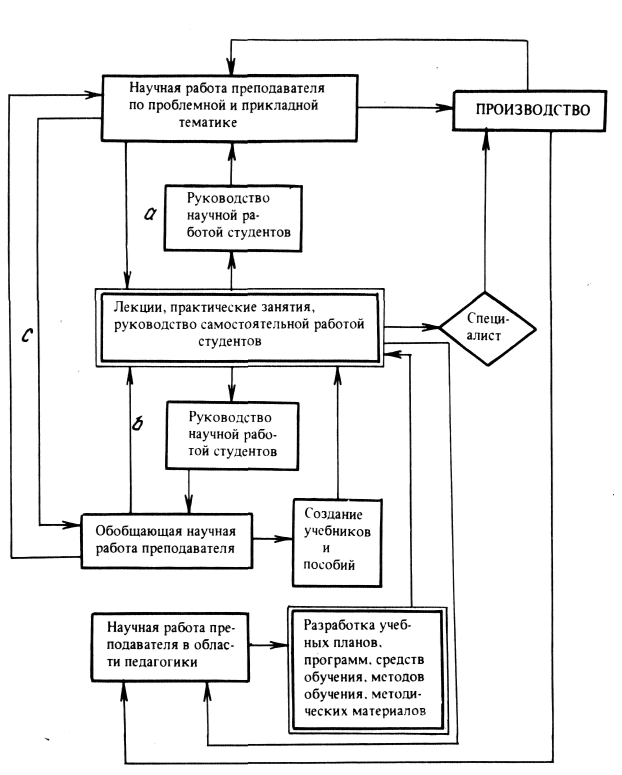 Научная работа преподавателя
по проблемной и прикладной
тематике
ПРОИЗВОДСТВО
a
Руководство
научной ра-
ботой студентов
Лекции, практические занятия,
руководство самостоятельной работой
студентов
Специ-
алист
c
b
Руководство
научной рабо-
той студентов
Обобщающая научная
работа преподавателя
Создание
учебников
и
пособий
Научная работа пре-
подавателя в облас-
ти педагогики
Разработка учеб-
ных планов,
программ, средств
обучения, методов
обучения, методи-
ческих материалов